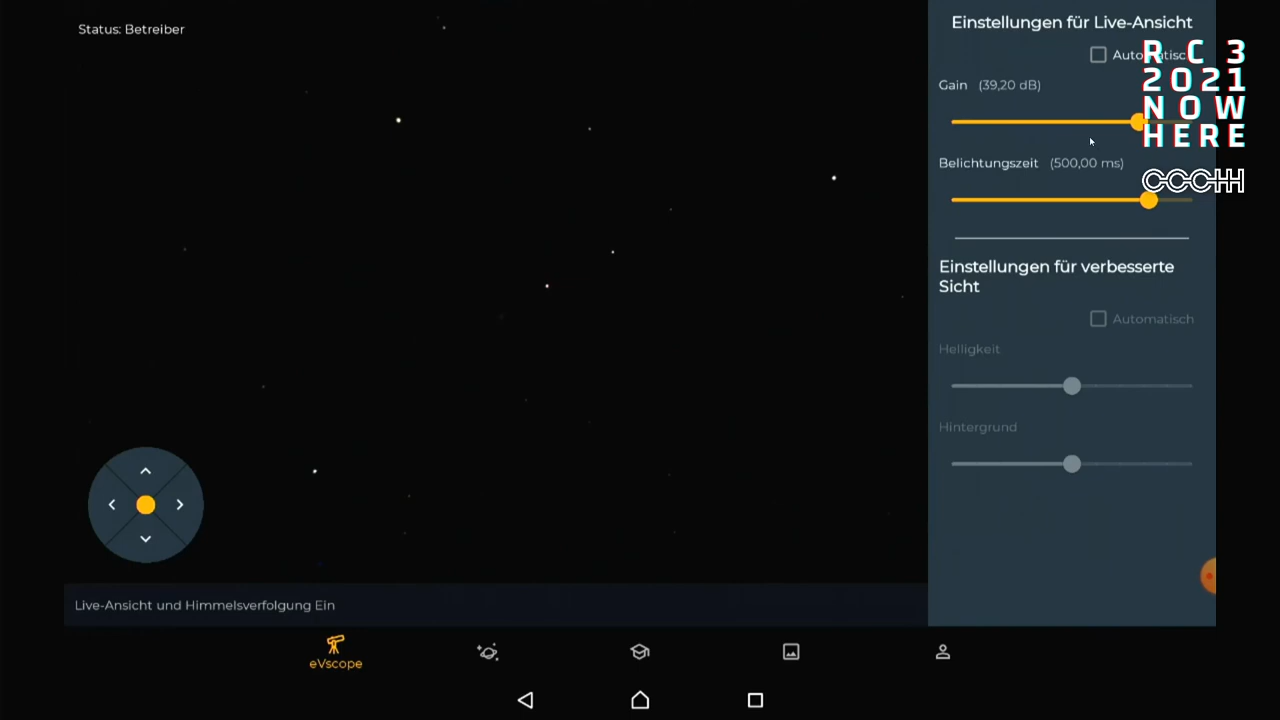 Status: Betreiber
Einstellungen für Live-Ansicht
Automatisc
Gain (39,20 dB)
Belichtungszeit (500,00 ms)
Einstellungen für verbesserte
Sicht
Automatisch
Helligkeit
Hintergrund
Live-Ansicht und Himmelsverfolgung Ein
eVscope
RC3
2021
NOW
HERE
CCCHH